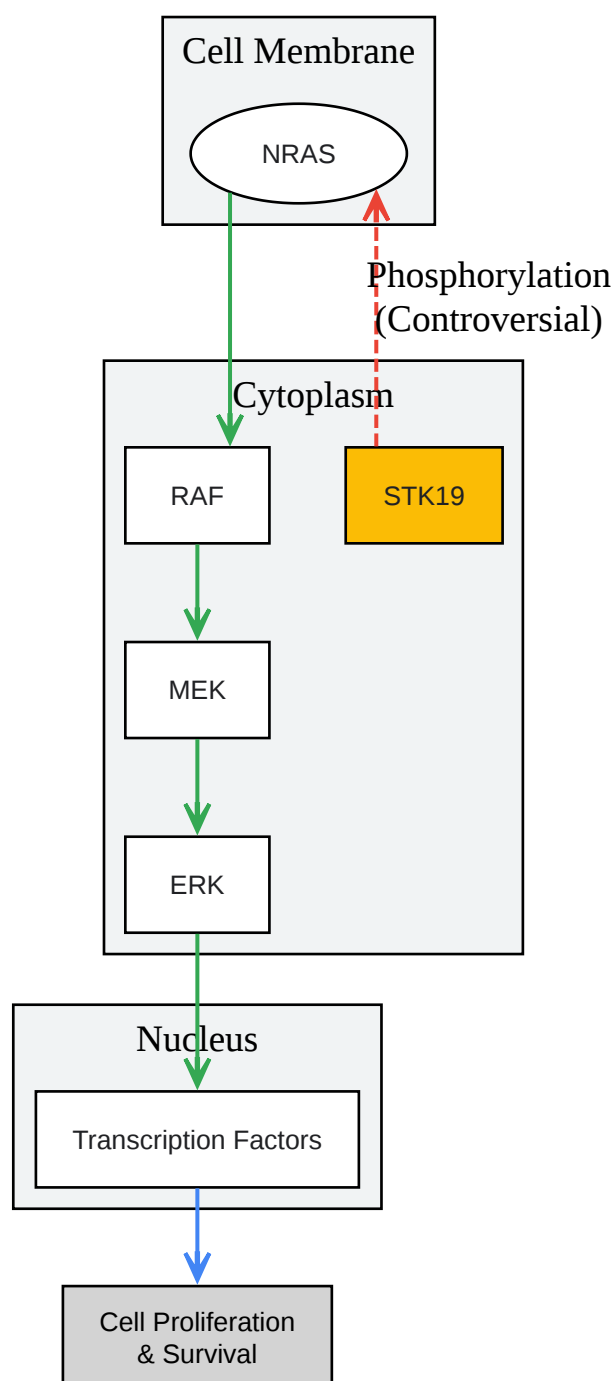 Cell Membrane
NRAS
Phosphorylation
(Controversial)
Cytoplasm
RAF
STK19
MEK
ERK
Nucleus
Transcription Factors
Cell Proliferation
& Survival